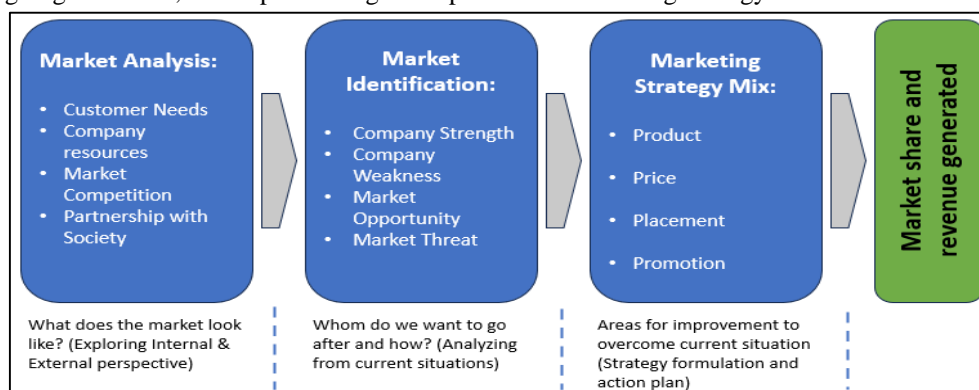 Market Analysis:
• Customer Needs
• Company
resources
• Market
Competition
• Partnership with
Society
Market
Identification:
• Company Strength
• Company
Weakness
• Market
Opportunity
• Market Threat
Marketing
Strategy Mix:
• Product
• Price
• Placement
• Promotion
Market share and
revenue generated
What does the market look
like? (Exploring Internal &
External perspective)
Whom do we want to go
after and how? (Analyzing
from current situations)
Areas for improvement to
overcome current situation
(Strategy formulation and
action plan)